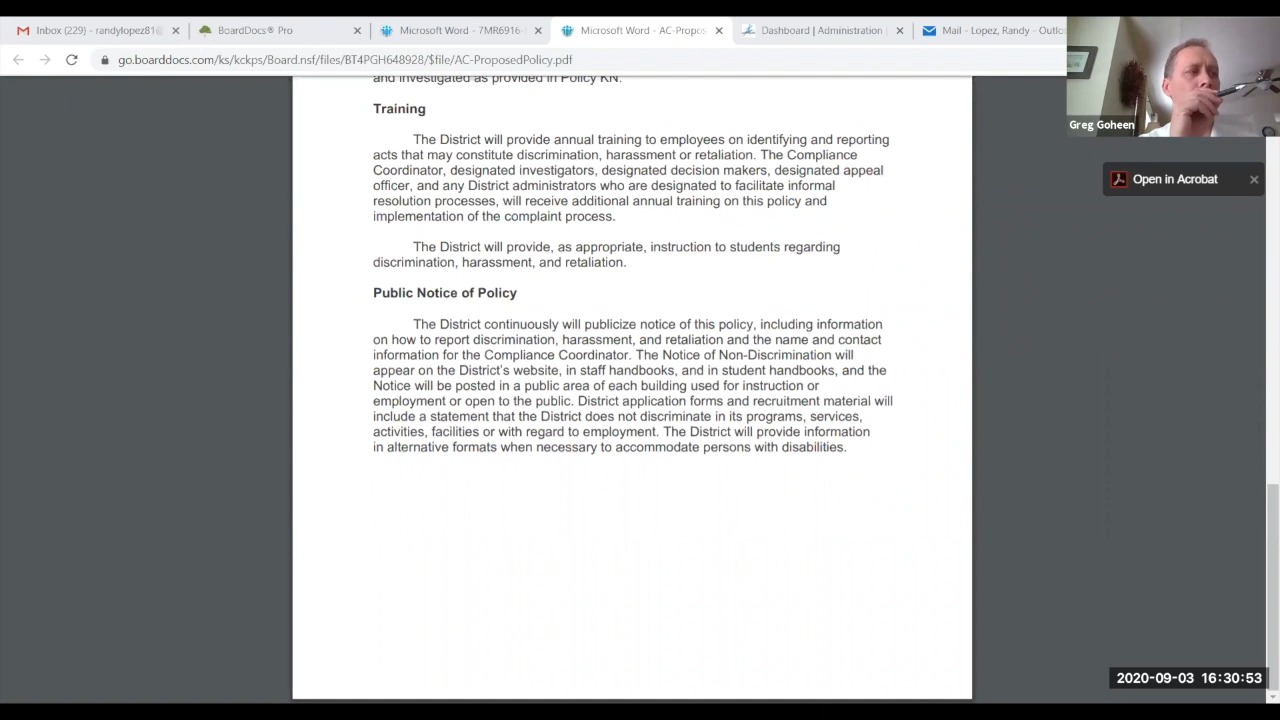 Inbox (229) - randylopez81@
BoardDocs® Pro
Microsoft Word - 7MR6916-
Microsoft Word - AC-Propos
Dashboard | Administration |
Mail - Lopez, Randy - Outlo
go.boarddocs.com/ks/kckps/Board.nsf/files/BT4PGH648928/$file/AC-ProposedPolicy.pdf
Greg Goheen
Open in Acrobat
and investigated as provided in Policy KN.
Training
The District will provide annual training to employees on identifying and reporting
acts that may constitute discrimination, harassment or retaliation. The Compliance
Coordinator, designated investigators, designated decision makers, designated appeal
officer, and any District administrators who are designated to facilitate informal
resolution processes, will receive additional annual training on this policy and
implementation of the complaint process.
The District will provide, as appropriate, instruction to students regarding
discrimination, harassment, and retaliation.
Public Notice of Policy
The District continuously will publicize notice of this policy, including information
on how to report discrimination, harassment, and retaliation and the name and contact
information for the Compliance Coordinator. The Notice of Non-Discrimination will
appear on the District's website, in staff handbooks, and in student handbooks, and the
Notice will be posted in a public area of each building used for instruction or
employment or open to the public. District application forms and recruitment material will
include a statement that the District does not discriminate in its programs, services,
activities, facilities or with regard to employment. The District will provide information
in alternative formats when necessary to accommodate persons with disabilities.
2020-09-03 16:30:53